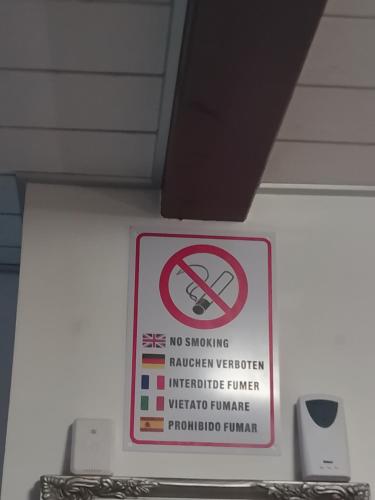 NO SMOKING
RAUCHEN VERBOTEN
INTERDITDE FUMER
VIETATO FUMARE
PROHIBIDO FUMAR